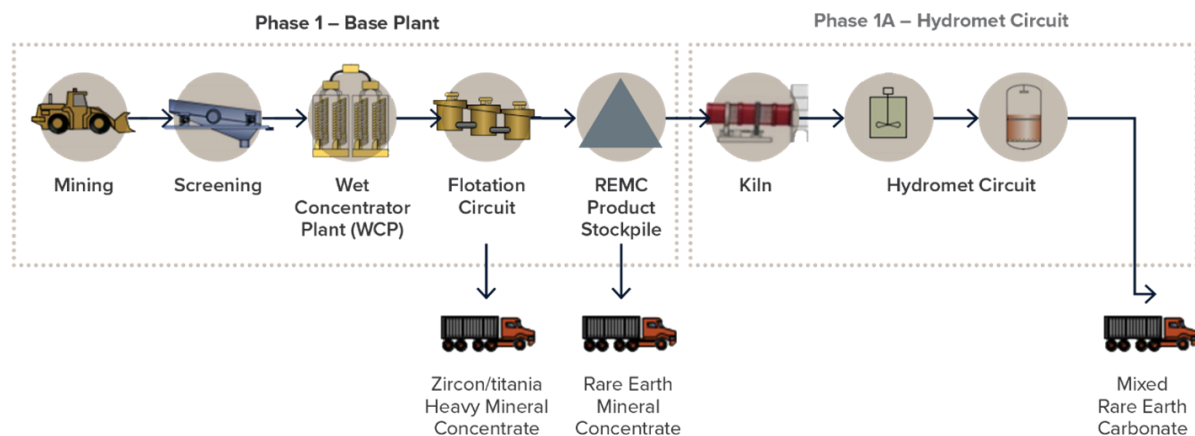 Phase 1 – Base Plant
Phase 1A – Hydromet Circuit
Mining
Screening
Wet
Concentrator
Plant (WCP)
Flotation
Circuit
REMC
Product
Stockpile
Kiln
Hydromet Circuit
Zircon/titania
Heavy Mineral
Concentrate
Rare Earth
Mineral
Concentrate
Mixed
Rare Earth
Carbonate